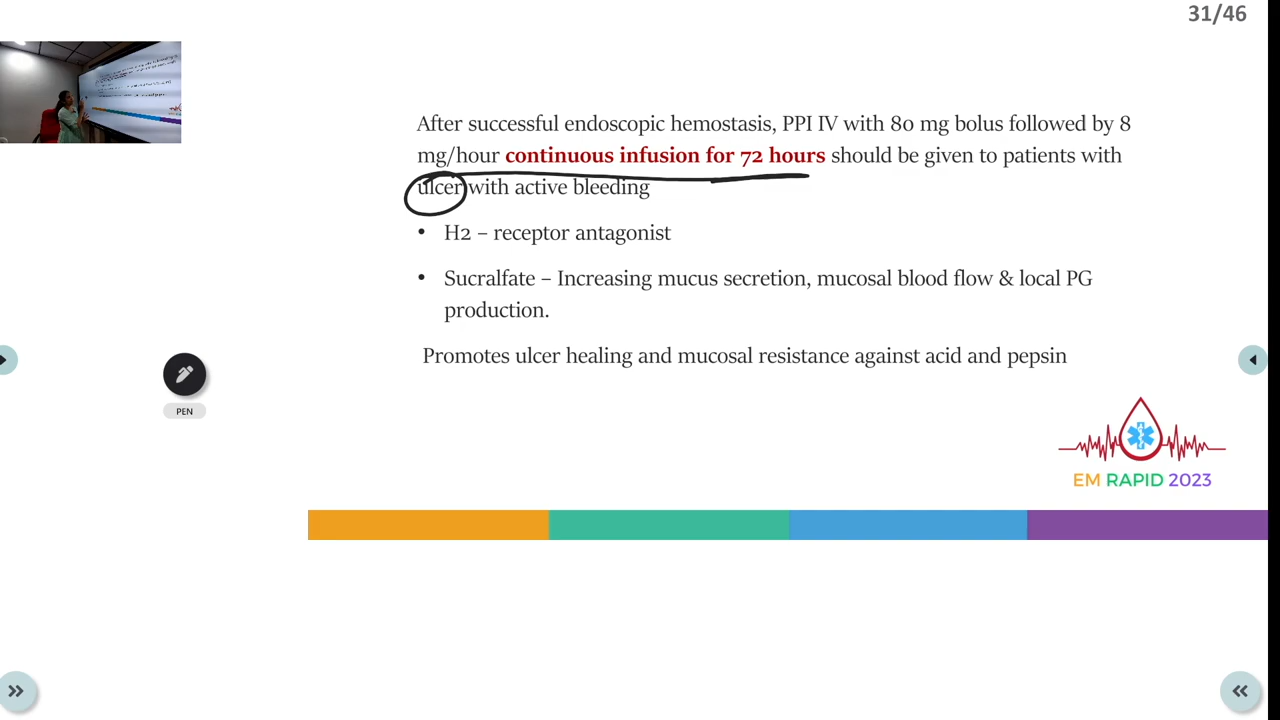 31/46
After successful endoscopic hemostasis, PPI IV with 80 mg bolus followed by 8
mg/hour continuous infusion for 72 hours should be given to patients with
ulcer with active bleeding
• H2 – receptor antagonist
• Sucralfate – Increasing mucus secretion, mucosal blood flow & local PG
production.
Promotes ulcer healing and mucosal resistance against acid and pepsin
PEN
EM RAPID 2023